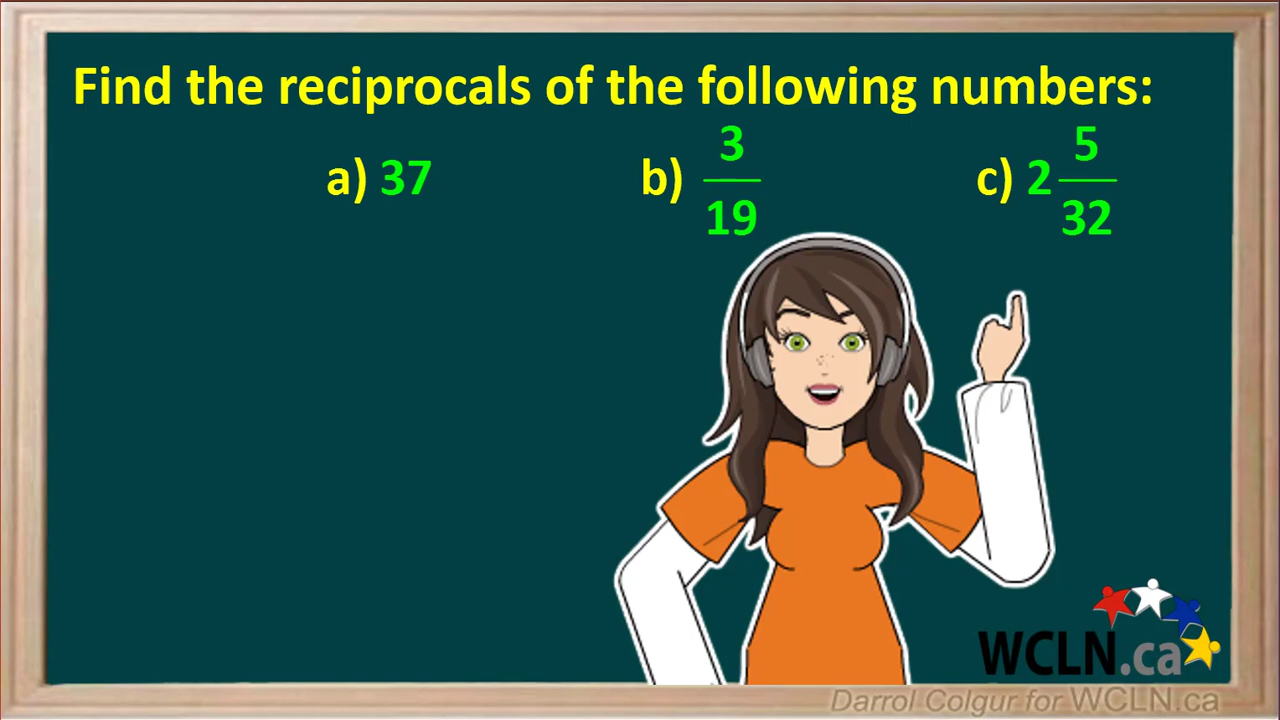 Find the reciprocals of the following numbers:
a) 37 b) 3/19 c) 2 5/32
WCLN.ca
Darrol Colgur for WCLN.ca